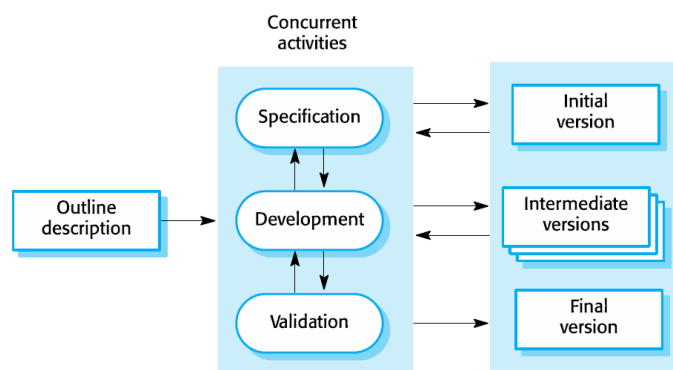 Concurrent
activities
Specification
Initial
version
Outline
description
Development
Intermediate
versions
Validation
Final
version